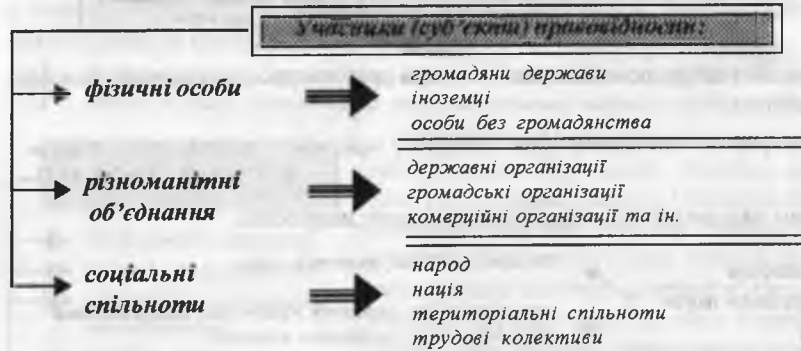 Учасники (суб'єкти) правовідносин:
фізичні особи
громадяни держави
іноземці
особи без громадянства
різноманітні
об'єднання
державні організації
громадські організації
комерційні організації та ін.
соціальні
спільноти
народ
нація
територіальні спільноти
трудові колективи